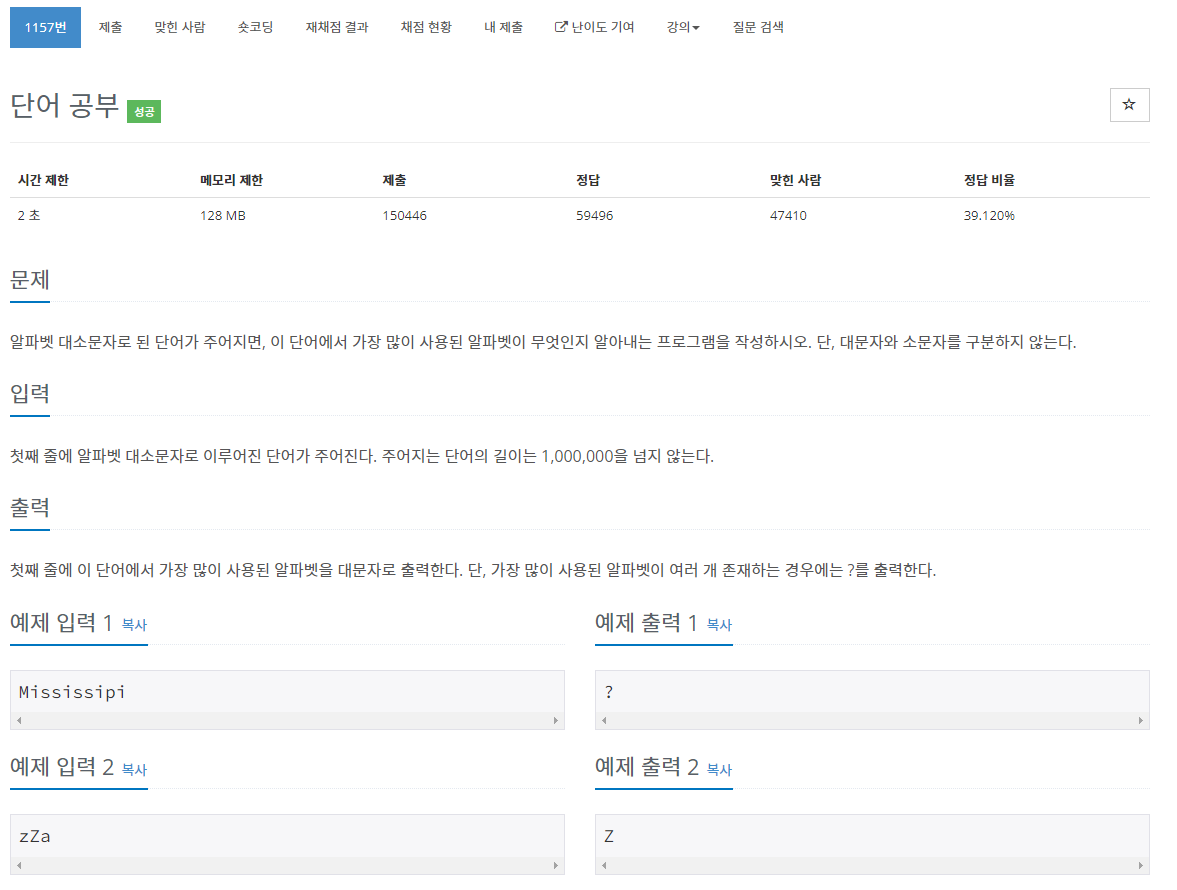 1157번 제출 맞힌 사람 숏코딩 재채점 결과 채점 현황 내 제출 난이도 기여 강의 질문 검색
단어 공부 성공
시간 제한 메모리 제한 제출 정답 맞힌 사람 정답 비율
2 초 128 MB 150446 59496 47410 39.120%
문제
알파벳 대소문자로 된 단어가 주어지면, 이 단어에서 가장 많이 사용된 알파벳이 무엇인지 알아내는 프로그램을 작성하시오. 단, 대문자와 소문자를 구분하지 않는다.
입력
첫째 줄에 알파벳 대소문자로 이루어진 단어가 주어진다. 주어지는 단어의 길이는 1,000,000을 넘지 않는다.
출력
첫째 줄에 이 단어에서 가장 많이 사용된 알파벳을 대문자로 출력한다. 단, 가장 많이 사용된 알파벳이 여러 개 존재하는 경우에는 ?를 출력한다.
예제 입력 1 복사 예제 출력 1 복사
Mississipi ?
예제 입력 2 복사 예제 출력 2 복사
zZa Z